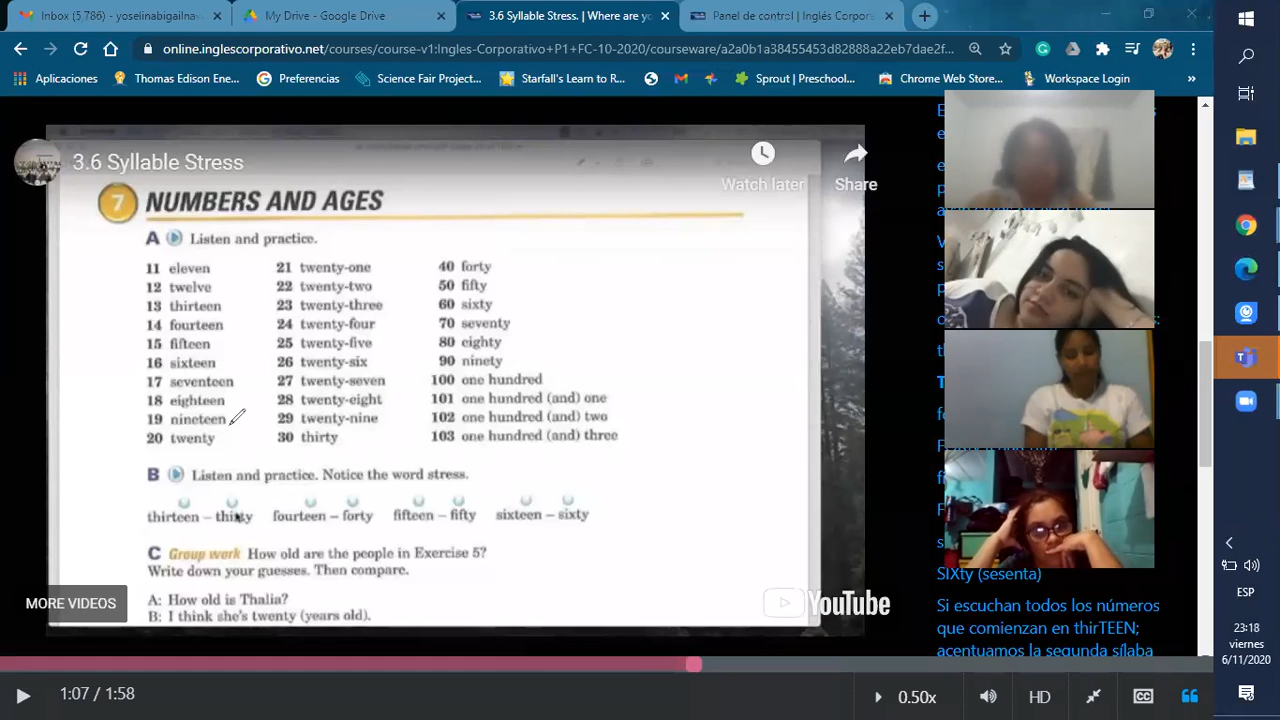 Inbox (5,786) - yoselinabigailnava
My Drive - Google Drive
3.6 Syllable Stress. | Where are yo
Panel de control | Inglés Corpora
online.inglescorporativo.net/courses/course-v1:Ingles-Corporativo+P1+FC-10-2020/courseware/a2a0b1a38455453d82888a22eb7dae2f...
Aplicaciones
Thomas Edison Ene...
Preferencias
Science Fair Project...
Starfall's Learn to R...
Sprout | Preschool...
Chrome Web Store...
Workspace Login
3.6 Syllable Stress
Watch later
Share
7 NUMBERS AND AGES
A Listen and practice.
11 eleven 21 twenty-one 40 forty
12 twelve 22 twenty-two 50 fifty
13 thirteen 23 twenty-three 60 sixty
14 fourteen 24 twenty-four 70 seventy
15 fifteen 25 twenty-five 80 eighty
16 sixteen 26 twenty-six 90 ninety
17 seventeen 27 twenty-seven 100 one hundred
18 eighteen 28 twenty-eight 101 one hundred (and) one
19 nineteen 29 twenty-nine 102 one hundred (and) two
20 twenty 30 thirty 103 one hundred (and) three
B Listen and practice. Notice the word stress.
thirteen – thirty fourteen – forty fifteen – fifty sixteen – sixty
C Group work How old are the people in Exercise 5?
Write down your guesses. Then compare.
A: How old is Thalia?
B: I think she's twenty (years old).
MORE VIDEOS
YouTube
SIXty (sesenta)
Si escuchan todos los números
que comienzan en thirTEEN;
acentuamos la segunda sílaba
1:07 / 1:58
0.50x
HD
CC
ESP
23:18
viernes
6/11/2020